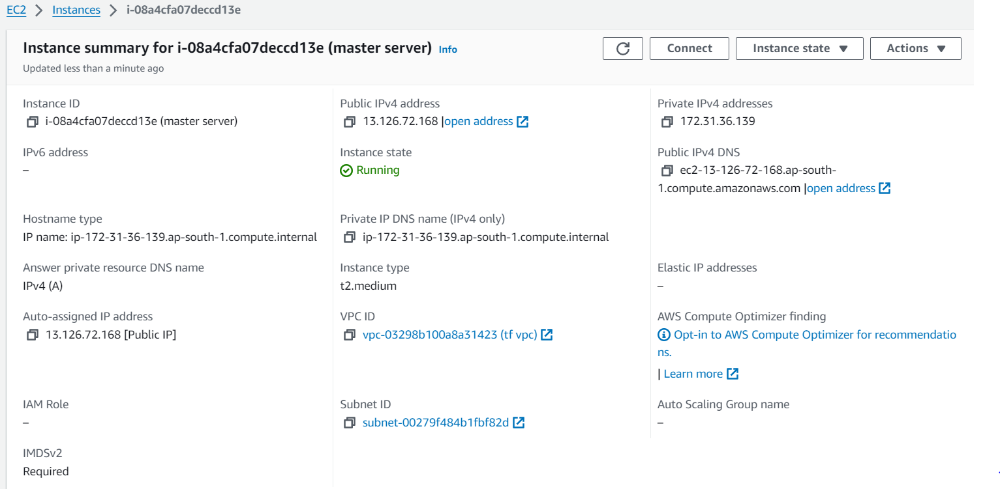 EC2 > Instances > i-08a4cfa07deccd13e
Instance summary for i-08a4cfa07deccd13e (master server) Info
Updated less than a minute ago
Connect
Instance state
Actions
Instance ID
i-08a4cfa07deccd13e (master server)
Public IPv4 address
13.126.72.168 |open address
Private IPv4 addresses
172.31.36.139
IPv6 address
–
Instance state
Running
Public IPv4 DNS
ec2-13-126-72-168.ap-south-
1.compute.amazonaws.com |open address
Hostname type
IP name: ip-172-31-36-139.ap-south-1.compute.internal
Private IP DNS name (IPv4 only)
ip-172-31-36-139.ap-south-1.compute.internal
Answer private resource DNS name
IPv4 (A)
Instance type
t2.medium
Elastic IP addresses
–
Auto-assigned IP address
13.126.72.168 [Public IP]
VPC ID
vpc-03298b100a8a31423 (tf vpc)
AWS Compute Optimizer finding
Opt-in to AWS Compute Optimizer for recommendatio
ns.
| Learn more
IAM Role
–
Subnet ID
subnet-00279f484b1fbf82d
Auto Scaling Group name
–
IMDSv2
Required